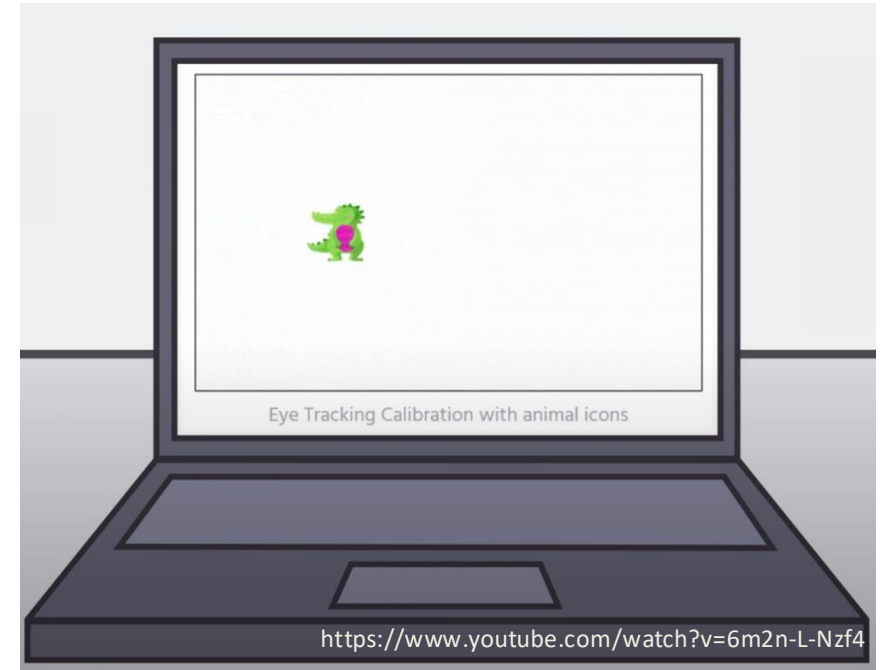 Eye Tracking Calibration with animal icons
https://www.youtube.com/watch?v=6m2n-L-Nzf4